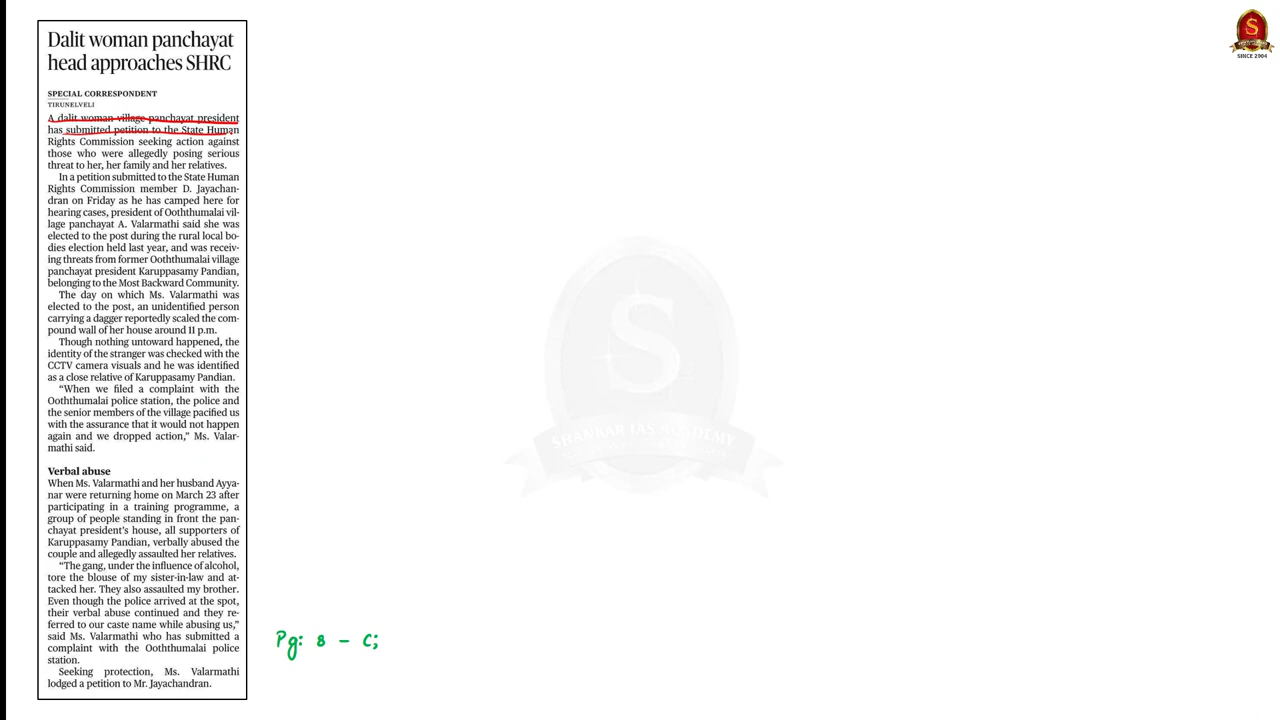 Dalit woman panchayat
head approaches SHRC
SPECIAL CORRESPONDENT
TIRUNELVELI
A dalit woman village panchayat president
has submitted petition to the State Human
Rights Commission seeking action against
those who were allegedly posing serious
threat to her, her family and her relatives.
In a petition submitted to the State Human
Rights Commission member D. Jayachan-
dran on Friday as he has camped here for
hearing cases, president of Ooththumalai vil-
lage panchayat A. Valarmathi said she was
elected to the post during the rural local bo-
dies election held last year, and was receiv-
ing threats from former Ooththumalai village
panchayat president Karuppasamy Pandian,
belonging to the Most Backward Community.
The day on which Ms. Valarmathi was
elected to the post, an unidentified person
carrying a dagger reportedly scaled the com-
pound wall of her house around 11 p.m.
Though nothing untoward happened, the
identity of the stranger was checked with the
CCTV camera visuals and he was identified
as a close relative of Karuppasamy Pandian.
“When we filed a complaint with the
Ooththumalai police station, the police and
the senior members of the village pacified us
with the assurance that it would not happen
again and we dropped action,” Ms. Valar-
mathi said.
Verbal abuse
When Ms. Valarmathi and her husband Ayya-
nar were returning home on March 23 after
participating in a training programme, a
group of people standing in front the pan-
chayat president’s house, all supporters of
Karuppasamy Pandian, verbally abused the
couple and allegedly assaulted her relatives.
“The gang, under the influence of alcohol,
tore the blouse of my sister-in-law and at-
tacked her. They also assaulted my brother.
Even though the police arrived at the spot,
their verbal abuse continued and they re-
ferred to our caste name while abusing us,”
said Ms. Valarmathi who has submitted a
complaint with the Ooththumalai police
station.
Seeking protection, Ms. Valarmathi
lodged a petition to Mr. Jayachandran.
Pg: 8 - C;
S
SHANKAR IAS ACADEMY
S
SINCE 2004